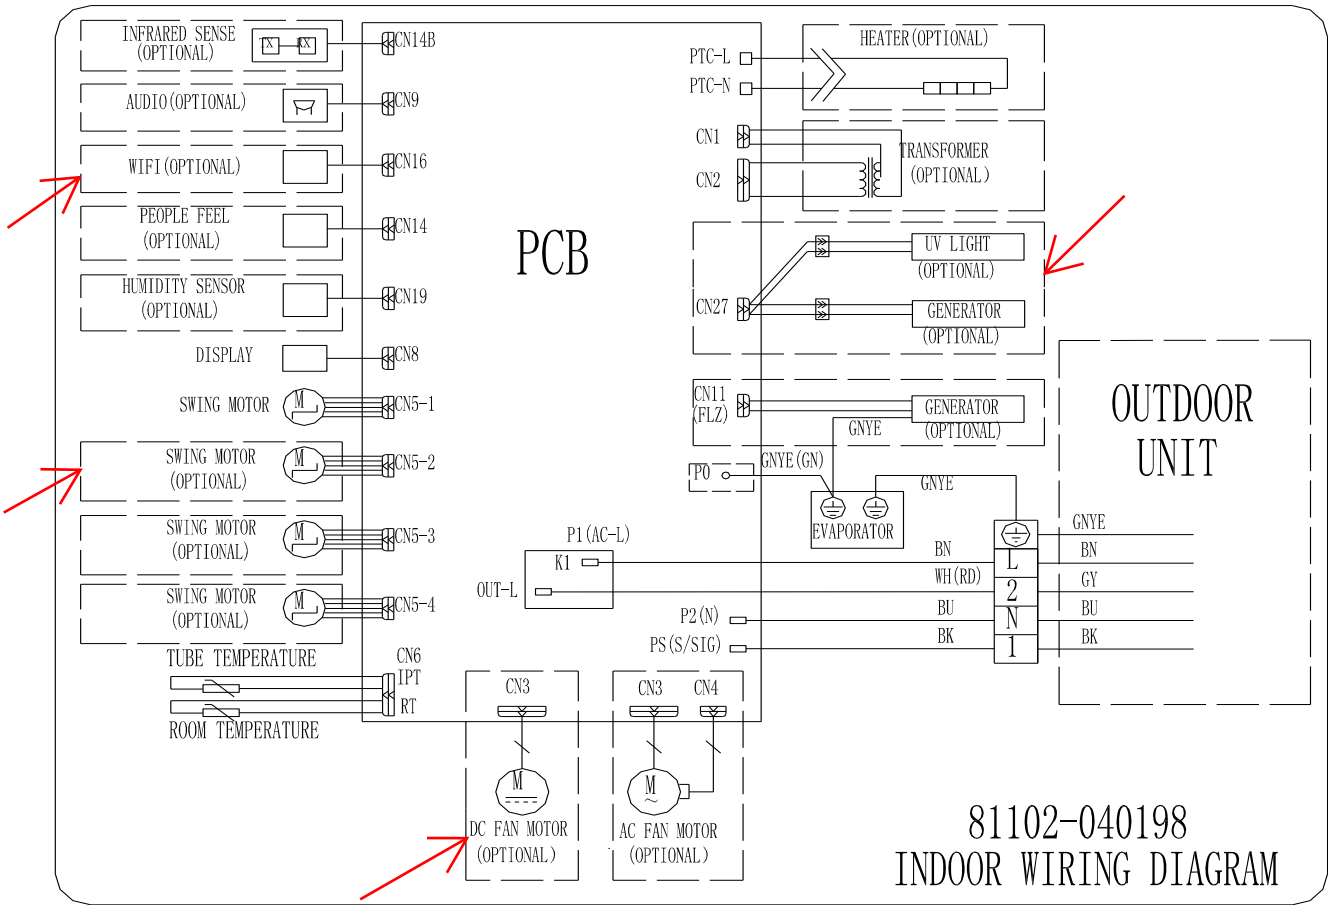 INFRARED SENSE
(OPTIONAL)
TX RX
CN14B
AUDIO(OPTIONAL)
CN9
WIFI(OPTIONAL)
CN16
PEOPLE FEEL
(OPTIONAL)
CN14
HUMIDITY SENSOR
(OPTIONAL)
CN19
DISPLAY
CN8
SWING MOTOR
M
CN5-1
SWING MOTOR
(OPTIONAL)
M
CN5-2
SWING MOTOR
(OPTIONAL)
M
CN5-3
SWING MOTOR
(OPTIONAL)
M
CN5-4
TUBE TEMPERATURE
CN6
IPT
RT
ROOM TEMPERATURE
PCB
PTC-L
PTC-N
HEATER(OPTIONAL)
CN1
CN2
TRANSFORMER
(OPTIONAL)
CN27
UV LIGHT
(OPTIONAL)
GENERATOR
(OPTIONAL)
CN11
(FLZ)
GENERATOR
(OPTIONAL)
GNYE
P0
GNYE(GN)
GNYE
EVAPORATOR
P1(AC-L)
K1
OUT-L
P2(N)
PS(S/SIG)
BN
WH(RD)
BU
BK
L
2
N
1
GNYE
BN
GY
BU
BK
OUTDOOR
UNIT
CN3
M
DC FAN MOTOR
(OPTIONAL)
CN3 CN4
M
~
AC FAN MOTOR
(OPTIONAL)
81102-040198
INDOOR WIRING DIAGRAM